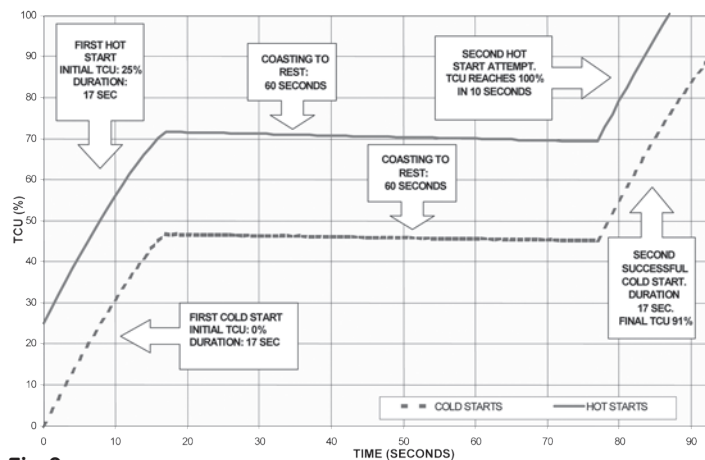 100
90
80
70
60
50
40
30
20
10
0
TCU (%)
FIRST HOT
START
INITIAL TCU: 25%
DURATION:
17 SEC
COASTING TO
REST:
60 SECONDS
SECOND HOT
START ATTEMPT.
TCU REACHES 100%
IN 10 SECONDS
COASTING TO
REST:
60 SECONDS
FIRST COLD START
INITIAL TCU: 0%
DURATION: 17 SEC
SECOND
SUCCESSFUL
COLD START.
DURATION
17 SEC.
FINAL TCU 91%
COLD STARTS
HOT STARTS
0 10 20 30 40 50 60 70 80 90
TIME (SECONDS)